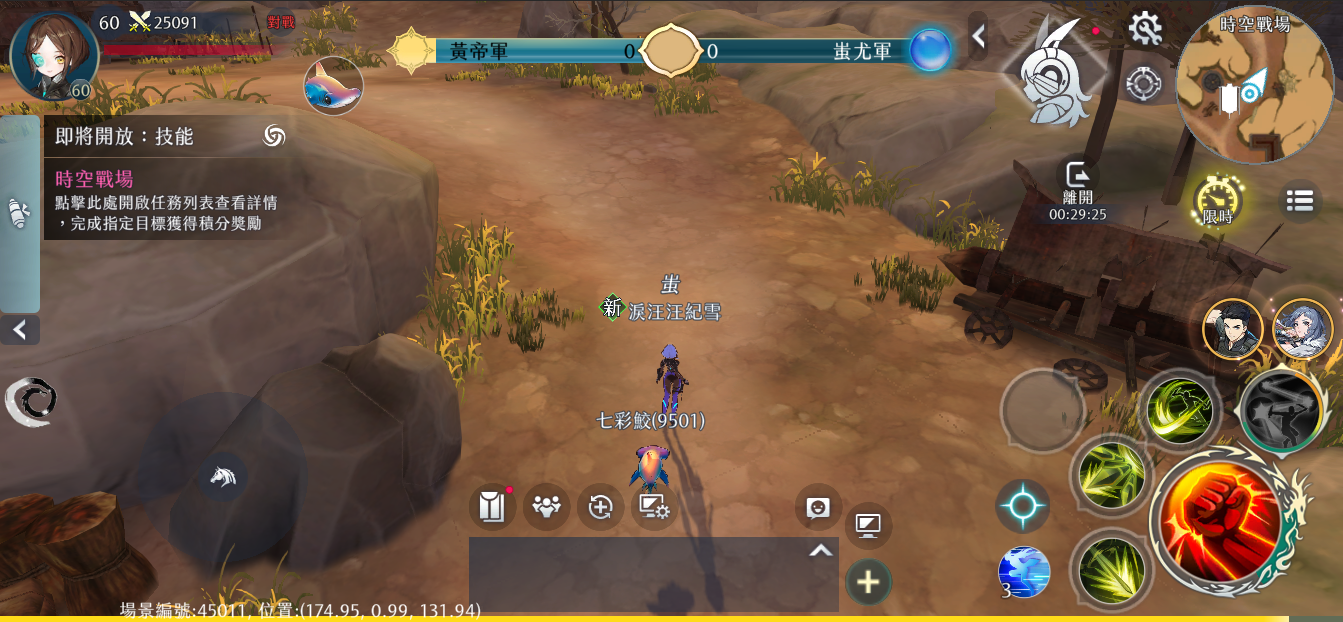 60 25091 對戰
60
黃帝軍 0 0 蚩尤軍
時空戰場
即將開放：技能
時空戰場
點擊此處開啟任務列表查看詳情
，完成指定目標獲得積分獎勵
離開
00:29:25
限時
蚩
新 淚汪汪紀雪
七彩鮫(9501)
3
場景編號:45011, 位置:(174.95, 0.99, 131.94)